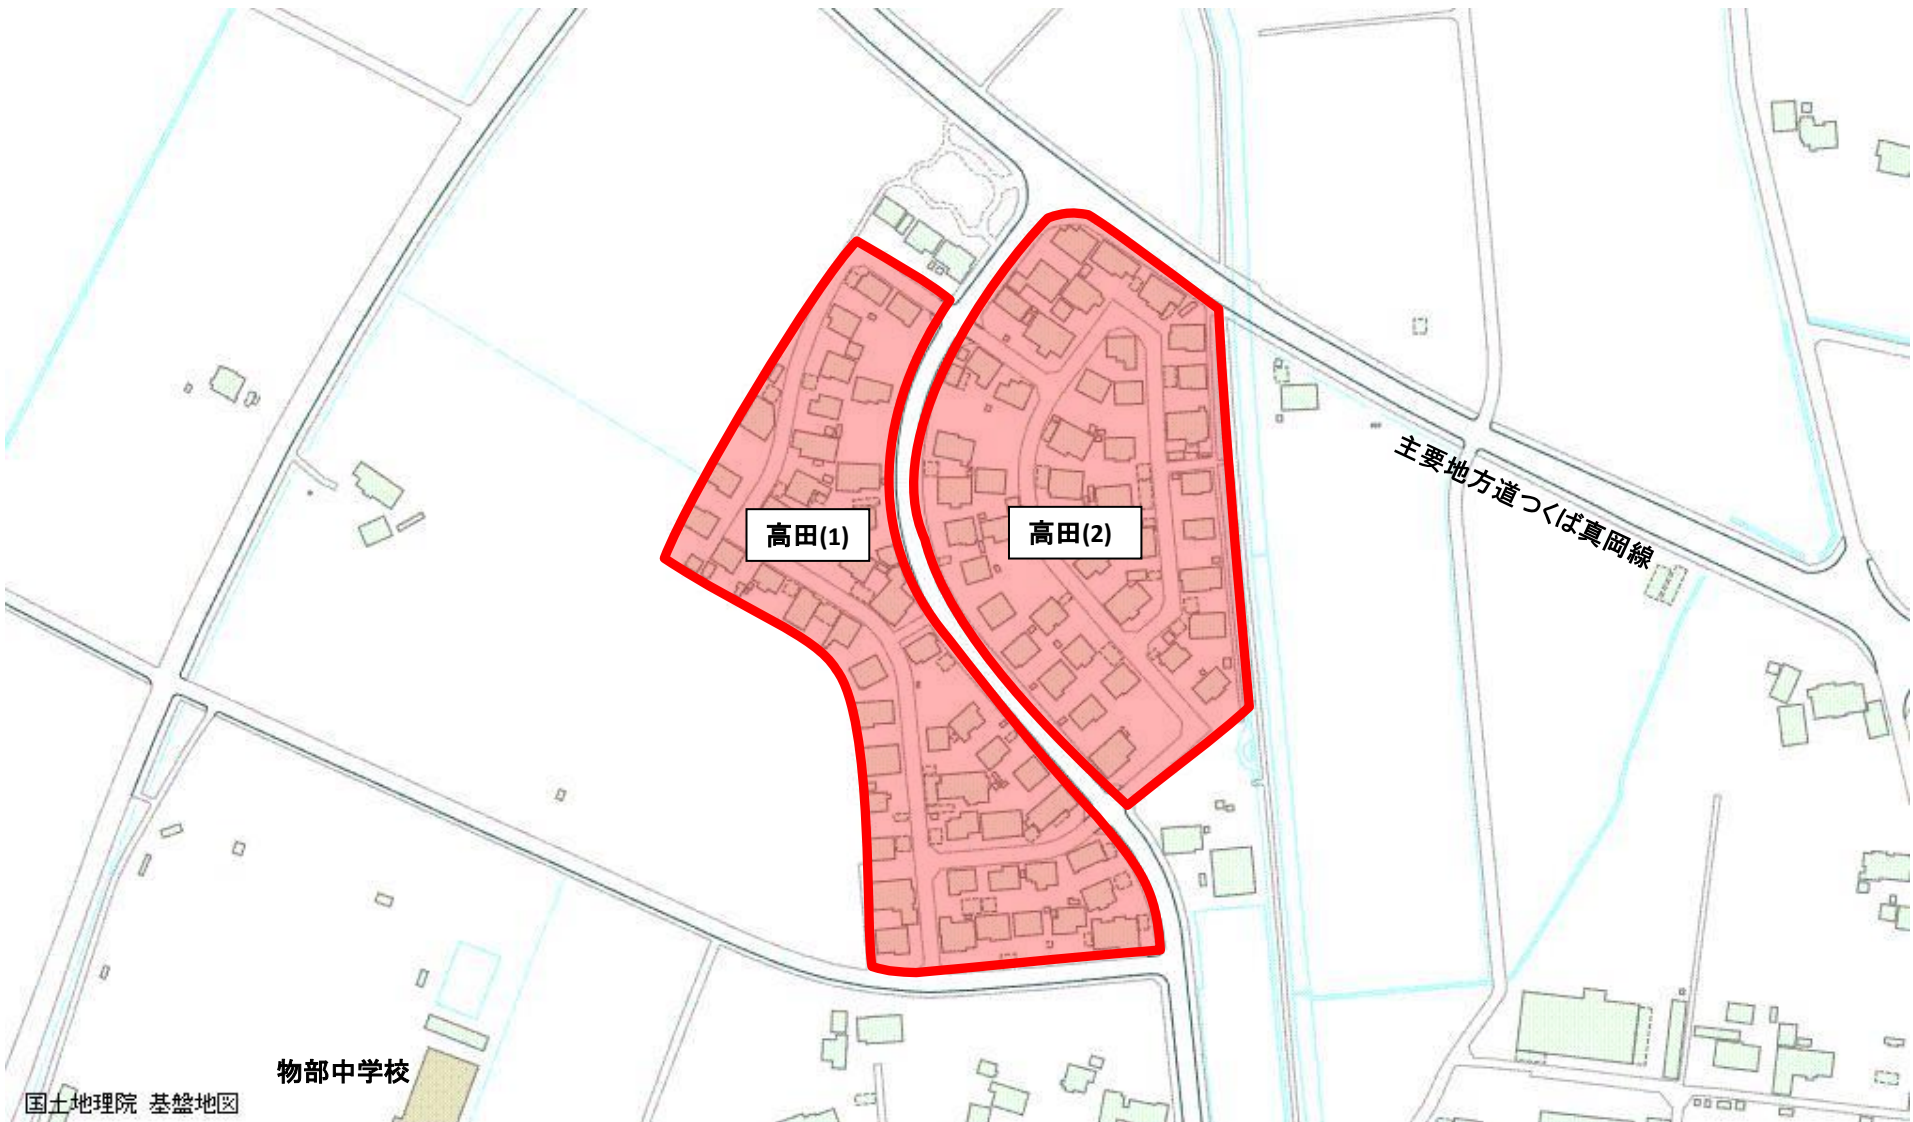 主要地方道つくば真岡線
高田(1)
高田(2)
物部中学校
国土地理院 基盤地図